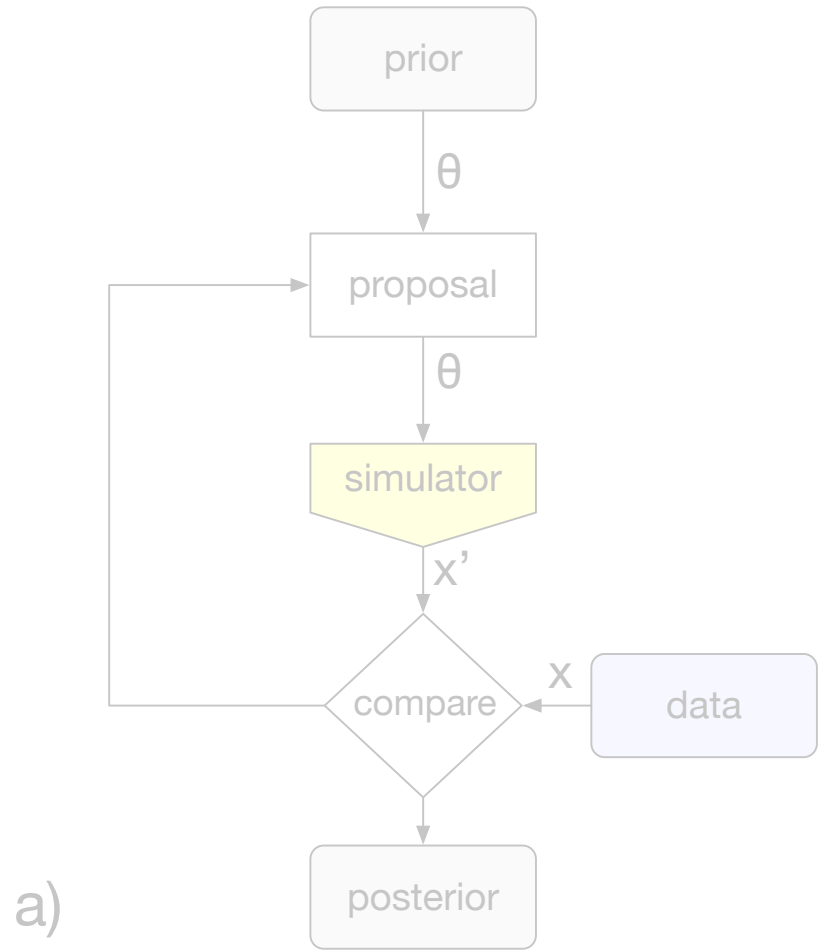 prior
θ
proposal
θ
simulator
x’
compare
x
data
posterior
a)